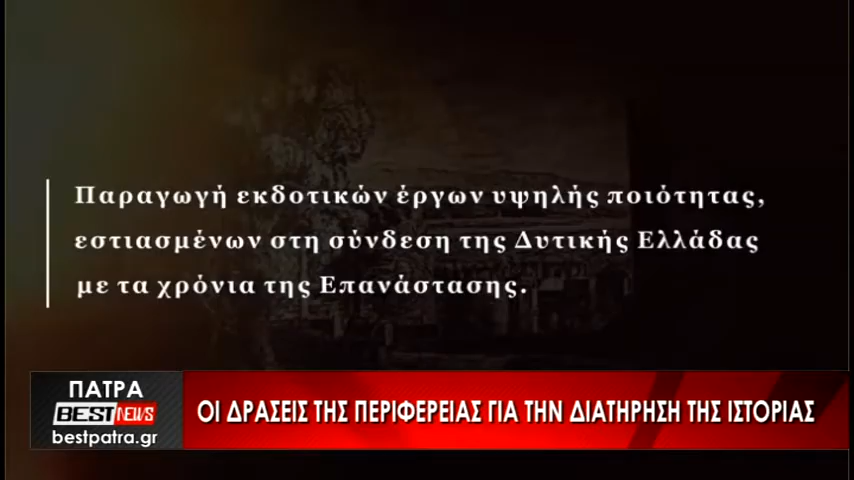 Παραγωγή εκδοτικών έργων υψηλής ποιότητας,
εστιασμένων στη σύνδεση της Δυτικής Ελλάδας
με τα χρόνια της Επανάστασης.
ΠΑΤΡΑ
BEST NEWS
bestpatra.gr
ΟΙ ΔΡΑΣΕΙΣ ΤΗΣ ΠΕΡΙΦΕΡΕΙΑΣ ΓΙΑ ΤΗΝ ΔΙΑΤΗΡΗΣΗ ΤΗΣ ΙΣΤΟΡΙΑΣ